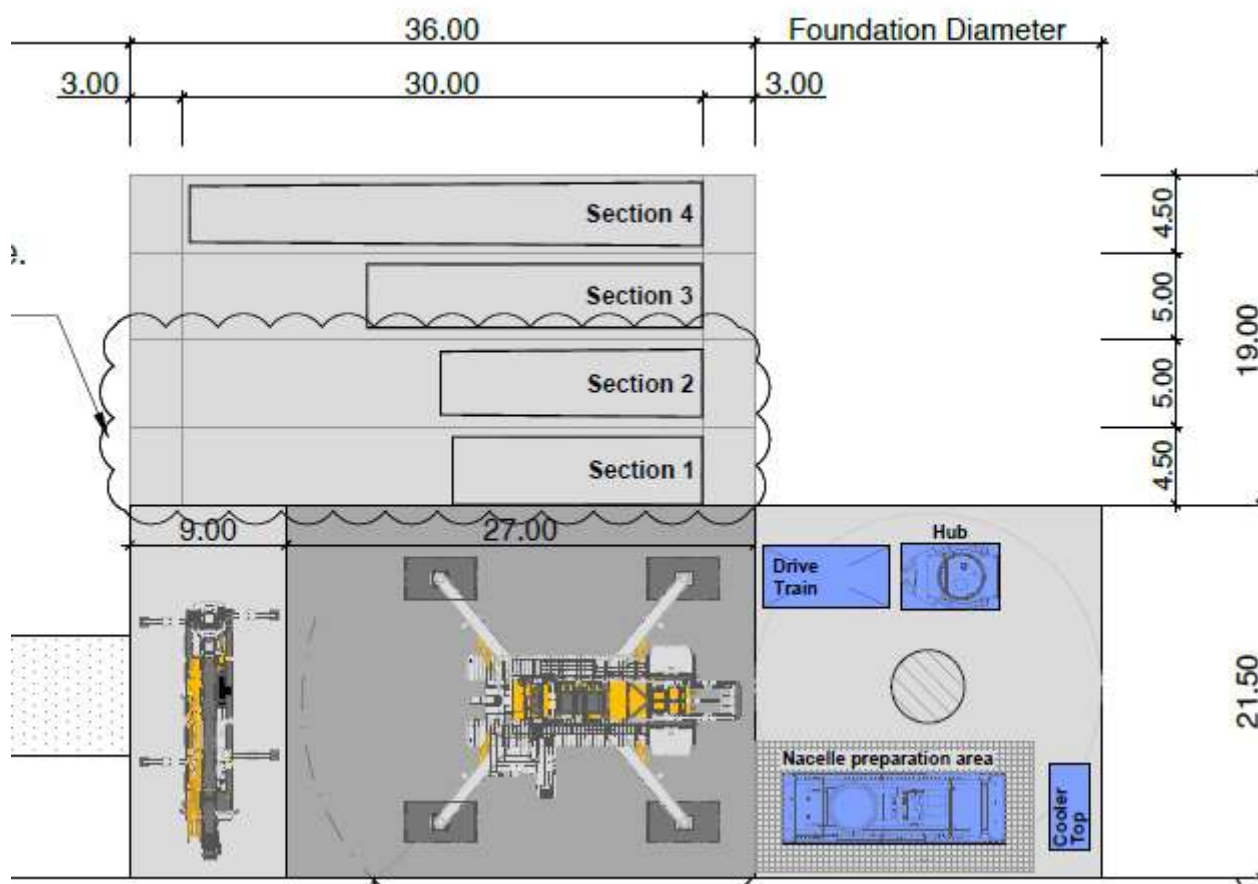 36.00
Foundation Diameter
3.00
30.00
3.00
4.50
Section 4
5.00
Section 3
19.00
5.00
Section 2
4.50
Section 1
9.00
27.00
Hub
Drive
Train
21.50
Nacelle preparation area
Cooler
Top